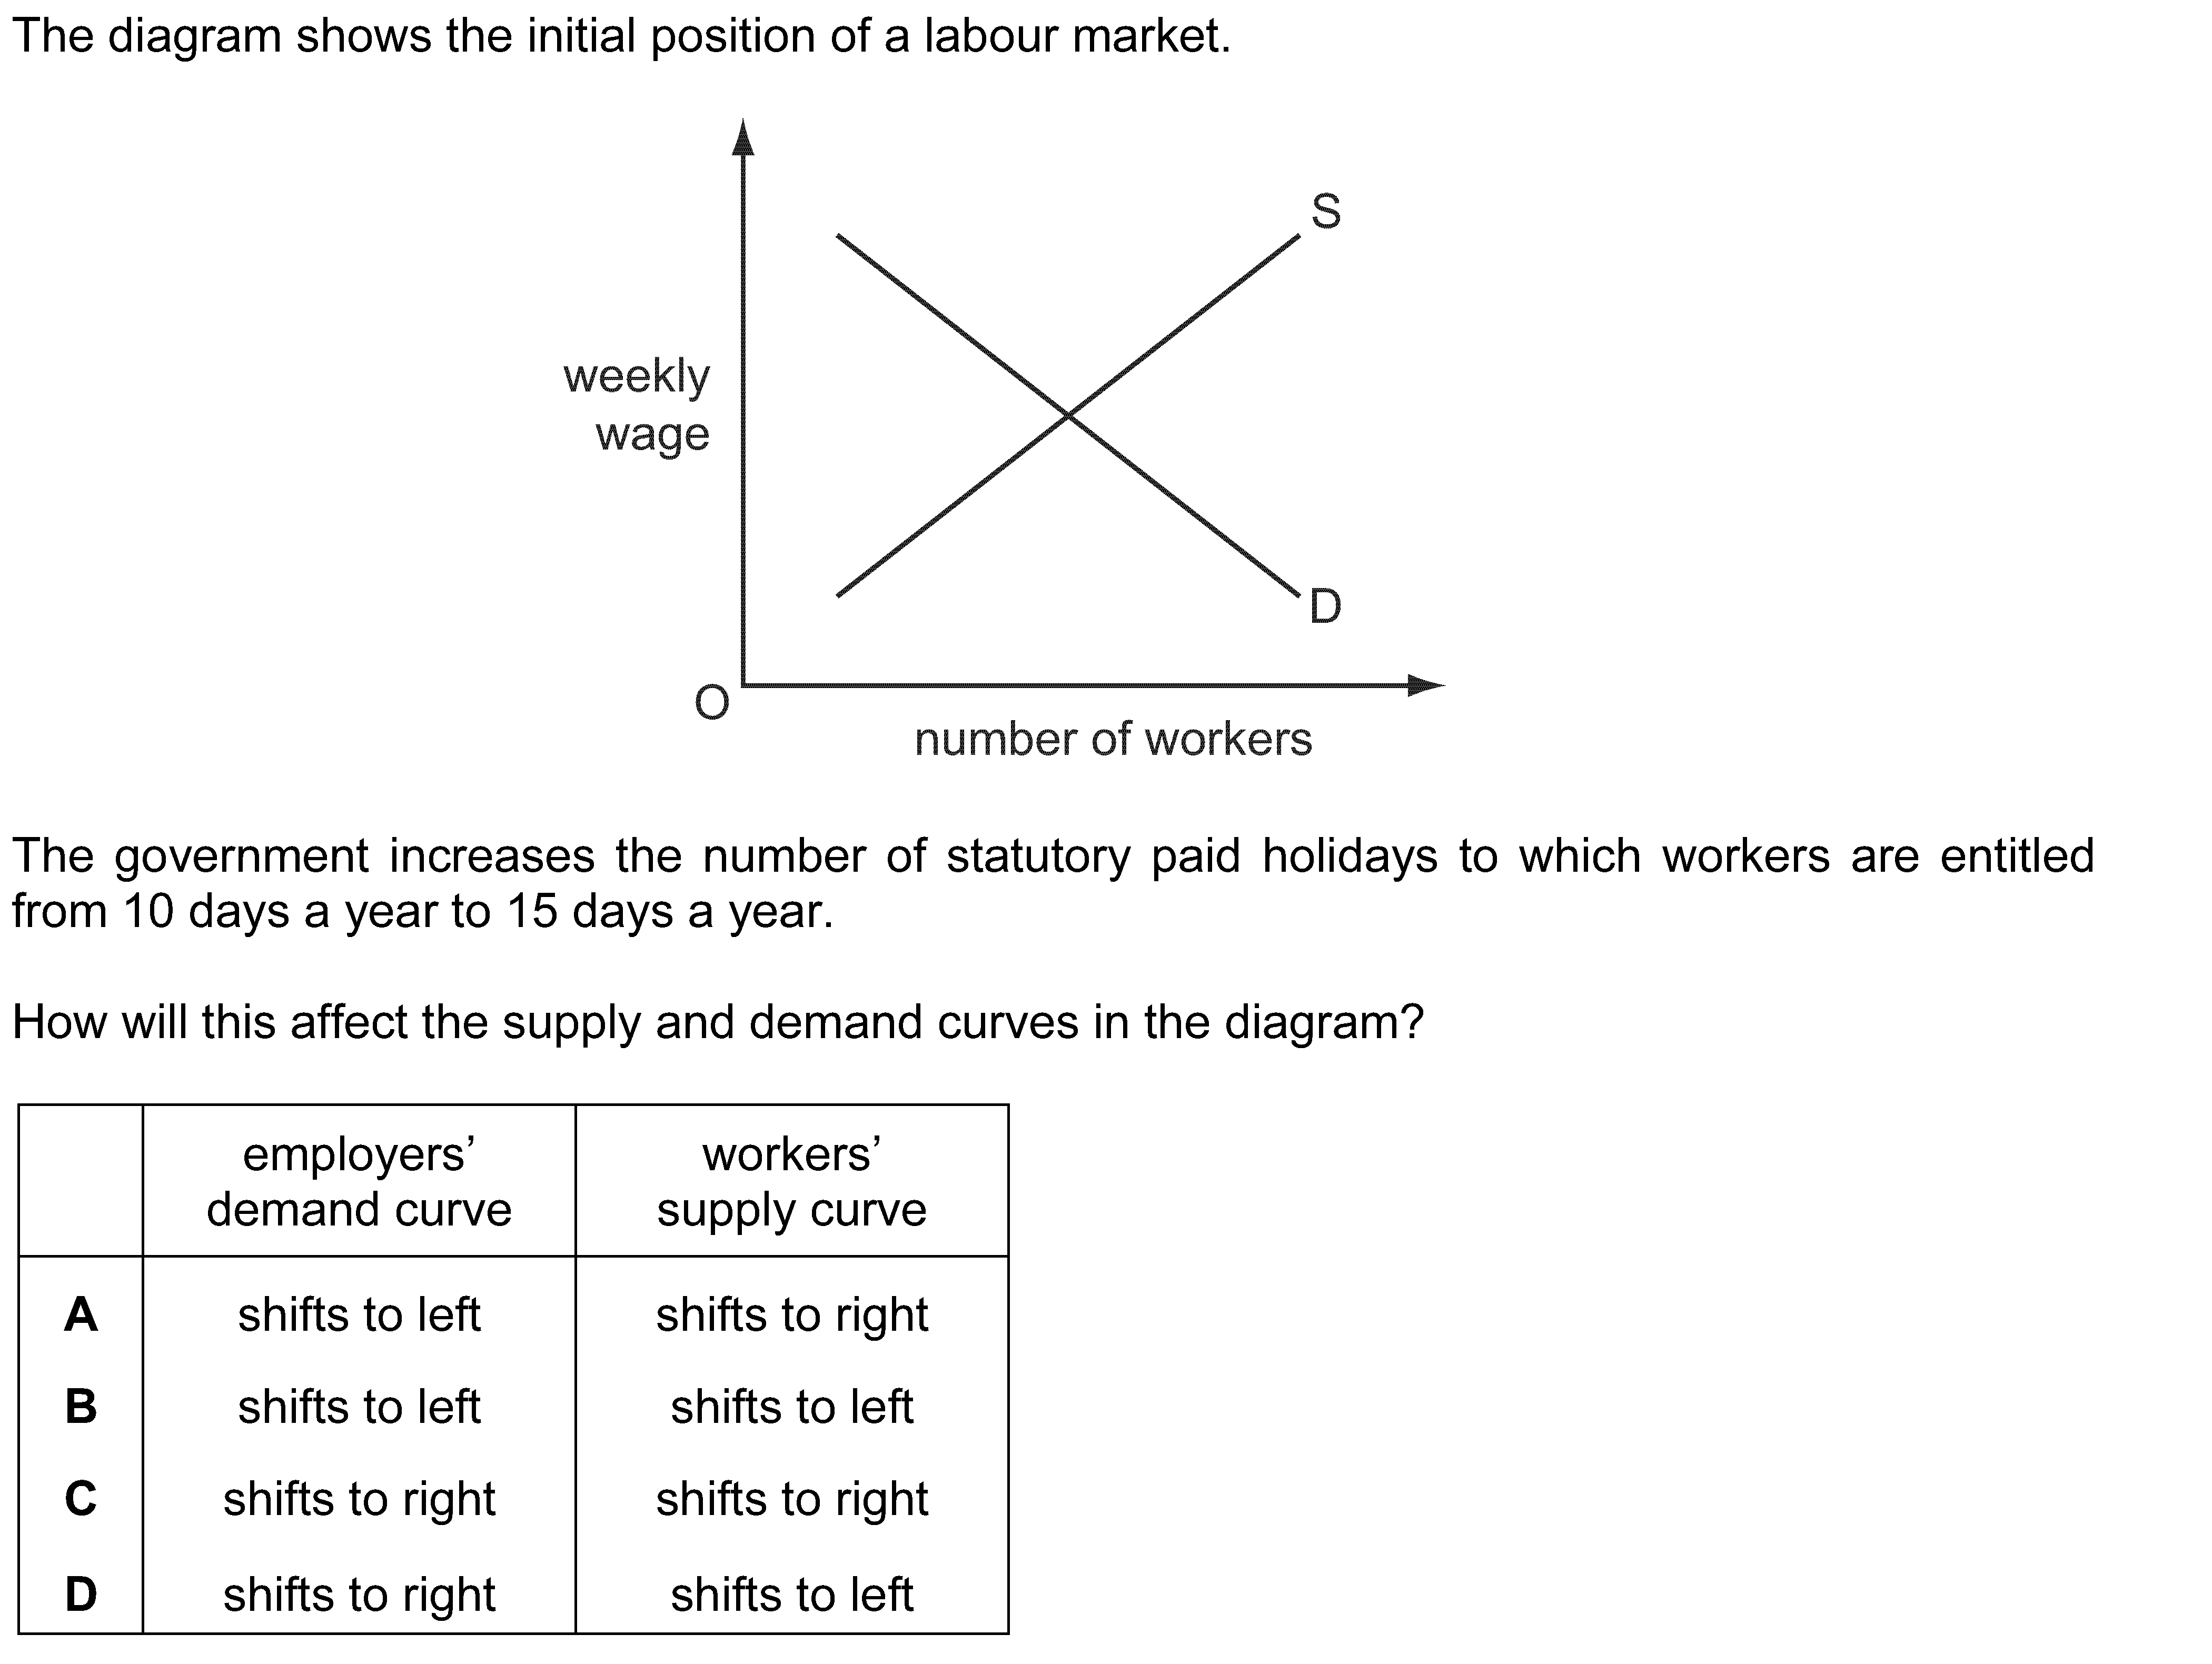 The diagram shows the initial position of a labour market.
S
weekly
wage
D
O
number of workers
The government increases the number of statutory paid holidays to which workers are entitled
from 10 days a year to 15 days a year.
How will this affect the supply and demand curves in the diagram?
employers’ workers’
demand curve supply curve
A shifts to left shifts to right
B shifts to left shifts to left
C shifts to right shifts to right
D shifts to right shifts to left